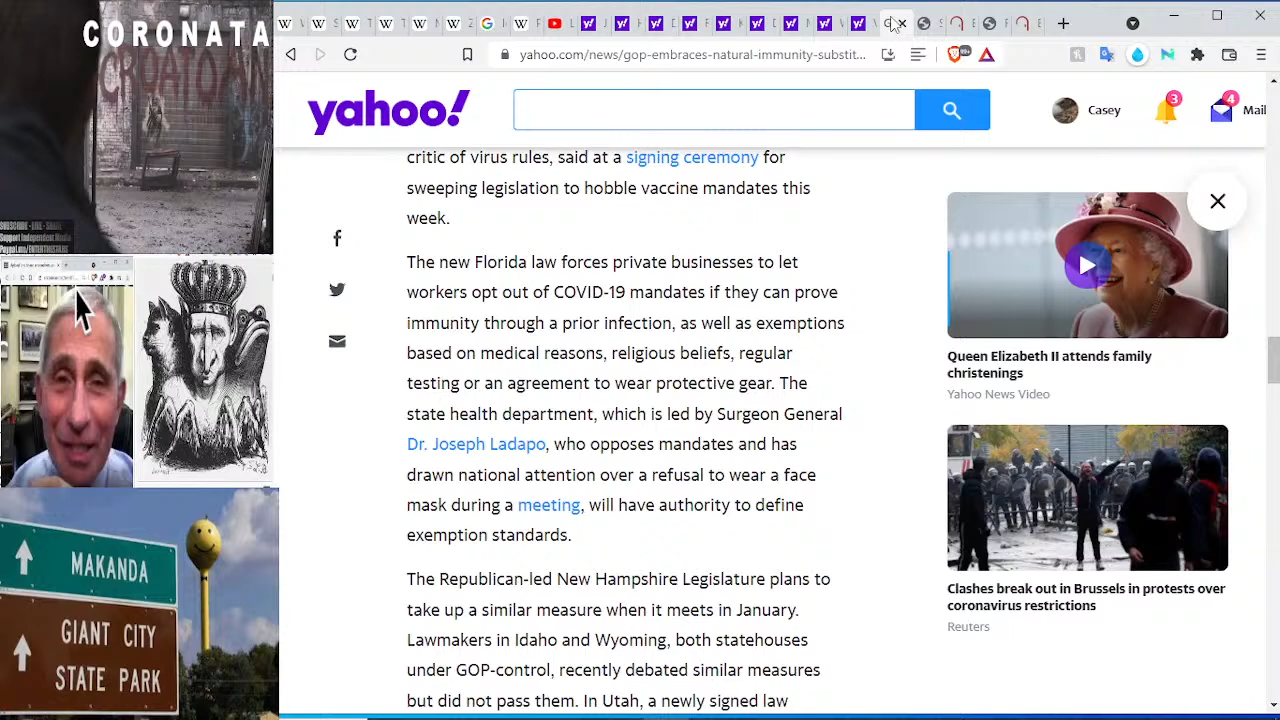 CORONATA
SUBSCRIBE - LIKE - SHARE
Support Independent Media
MAKANDA
GIANT CITY
STATE PARK
yahoo.com/news/gop-embraces-natural-immunity-substit...
99+
yahoo!
3
Casey
4
Mail
critic of virus rules, said at a signing ceremony for
sweeping legislation to hobble vaccine mandates this
week.
The new Florida law forces private businesses to let
workers opt out of COVID-19 mandates if they can prove
immunity through a prior infection, as well as exemptions
based on medical reasons, religious beliefs, regular
testing or an agreement to wear protective gear. The
state health department, which is led by Surgeon General
Dr. Joseph Ladapo, who opposes mandates and has
drawn national attention over a refusal to wear a face
mask during a meeting, will have authority to define
exemption standards.
The Republican-led New Hampshire Legislature plans to
take up a similar measure when it meets in January.
Lawmakers in Idaho and Wyoming, both statehouses
under GOP-control, recently debated similar measures
but did not pass them. In Utah, a newly signed law
Queen Elizabeth II attends family
christenings
Yahoo News Video
Clashes break out in Brussels in protests over
coronavirus restrictions
Reuters